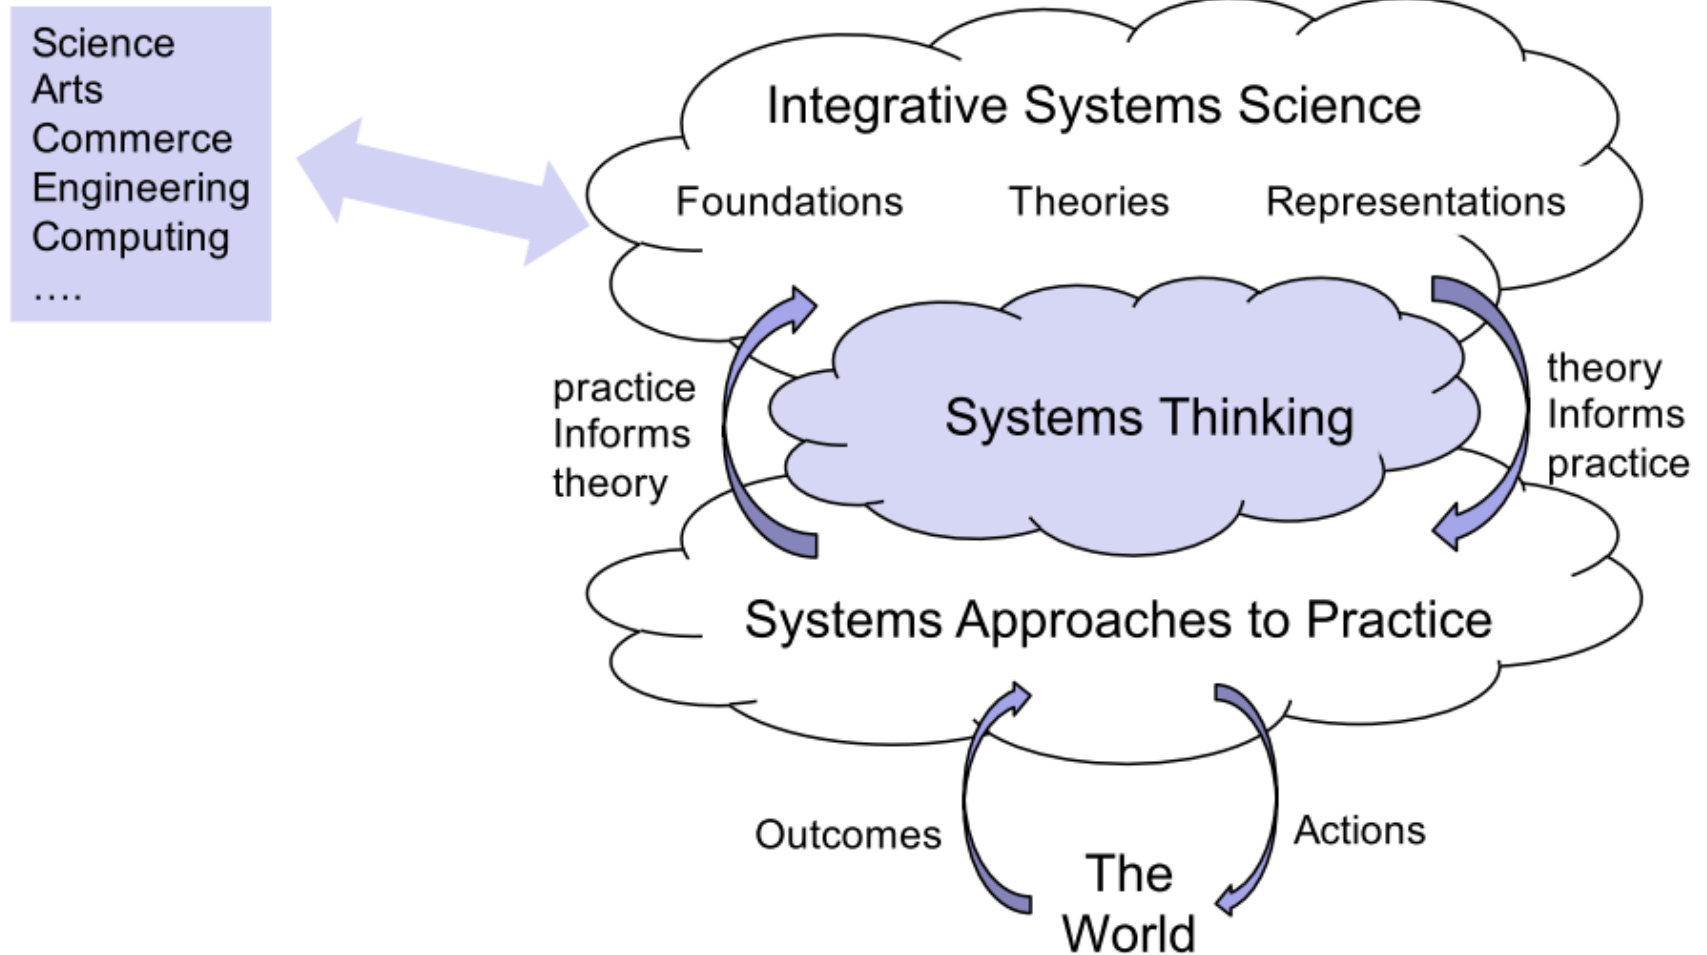 Science
Arts
Commerce
Engineering
Computing
....
Integrative Systems Science
Foundations Theories Representations
practice
Informs
theory
Systems Thinking
theory
Informs
practice
Systems Approaches to Practice
Outcomes
Actions
The
World